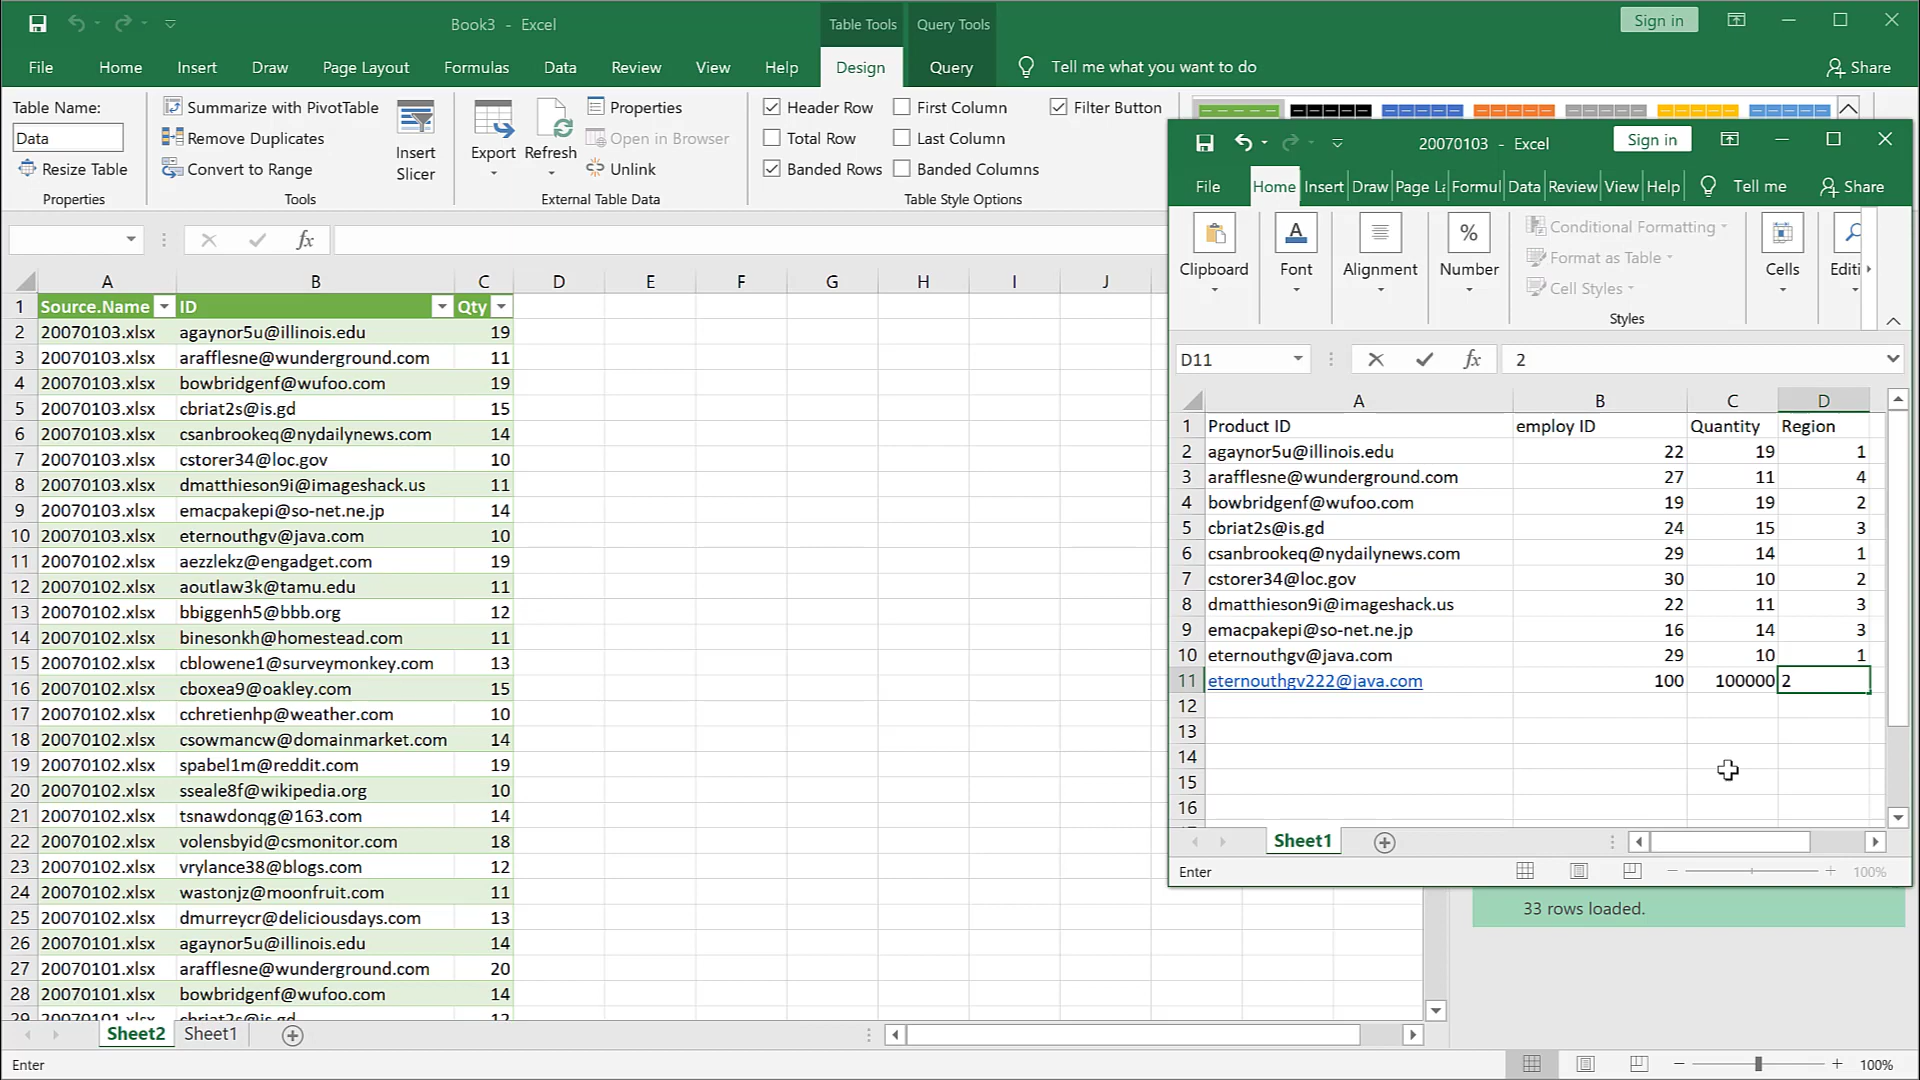 Book3 - Excel
Table Tools
Query Tools
Sign in
File Home Insert Draw Page Layout Formulas Data Review View Help Design Query Tell me what you want to do Share
Table Name:
Data
Resize Table
Properties
Summarize with PivotTable
Remove Duplicates
Convert to Range
Insert Slicer
Tools
Export Refresh
Properties
Open in Browser
Unlink
External Table Data
Header Row First Column Filter Button
Total Row Last Column
Banded Rows Banded Columns
Table Style Options
fx
A B C D E F G H I J
1 Source.Name ID Qty
2 20070103.xlsx agaynor5u@illinois.edu 19
3 20070103.xlsx arafflesne@wunderground.com 11
4 20070103.xlsx bowbridgenf@wufoo.com 19
5 20070103.xlsx cbriat2s@is.gd 15
6 20070103.xlsx csanbrookeq@nydailynews.com 14
7 20070103.xlsx cstorer34@loc.gov 10
8 20070103.xlsx dmatthieson9i@imageshack.us 11
9 20070103.xlsx emacpakepi@so-net.ne.jp 14
10 20070103.xlsx eternouthgv@java.com 10
11 20070102.xlsx aezzlekz@engadget.com 19
12 20070102.xlsx aoutlaw3k@tamu.edu 11
13 20070102.xlsx bbiggenh5@bbb.org 12
14 20070102.xlsx binesonkh@homestead.com 11
15 20070102.xlsx cblowene1@surveymonkey.com 13
16 20070102.xlsx cboxea9@oakley.com 15
17 20070102.xlsx cchretienhp@weather.com 10
18 20070102.xlsx csowmancw@domainmarket.com 14
19 20070102.xlsx spabel1m@reddit.com 19
20 20070102.xlsx sseale8f@wikipedia.org 10
21 20070102.xlsx tsnawdonqg@163.com 14
22 20070102.xlsx volensbyid@csmonitor.com 18
23 20070102.xlsx vrylance38@blogs.com 12
24 20070102.xlsx wastonjz@moonfruit.com 11
25 20070102.xlsx dmurreycr@deliciousdays.com 13
26 20070101.xlsx agaynor5u@illinois.edu 14
27 20070101.xlsx arafflesne@wunderground.com 20
28 20070101.xlsx bowbridgenf@wufoo.com 14
29 20070101.xlsx cbriat2s@is.gd 12
Sheet2 Sheet1
Enter
100%
20070103 - Excel
Sign in
File Home Insert Draw Page La Formul Data Review View Help Tell me Share
Clipboard Font Alignment Number
%
Conditional Formatting
Format as Table
Cell Styles
Styles
Cells
Editi
D11 fx 2
A B C D
1 Product ID employ ID Quantity Region
2 agaynor5u@illinois.edu 22 19 1
3 arafflesne@wunderground.com 27 11 4
4 bowbridgenf@wufoo.com 19 19 2
5 cbriat2s@is.gd 24 15 3
6 csanbrookeq@nydailynews.com 29 14 1
7 cstorer34@loc.gov 30 10 2
8 dmatthieson9i@imageshack.us 22 11 3
9 emacpakepi@so-net.ne.jp 16 14 3
10 eternouthgv@java.com 29 10 1
11 eternouthgv222@java.com 100 100000 2
12
13
14
15
16
Sheet1
Enter
100%
33 rows loaded.